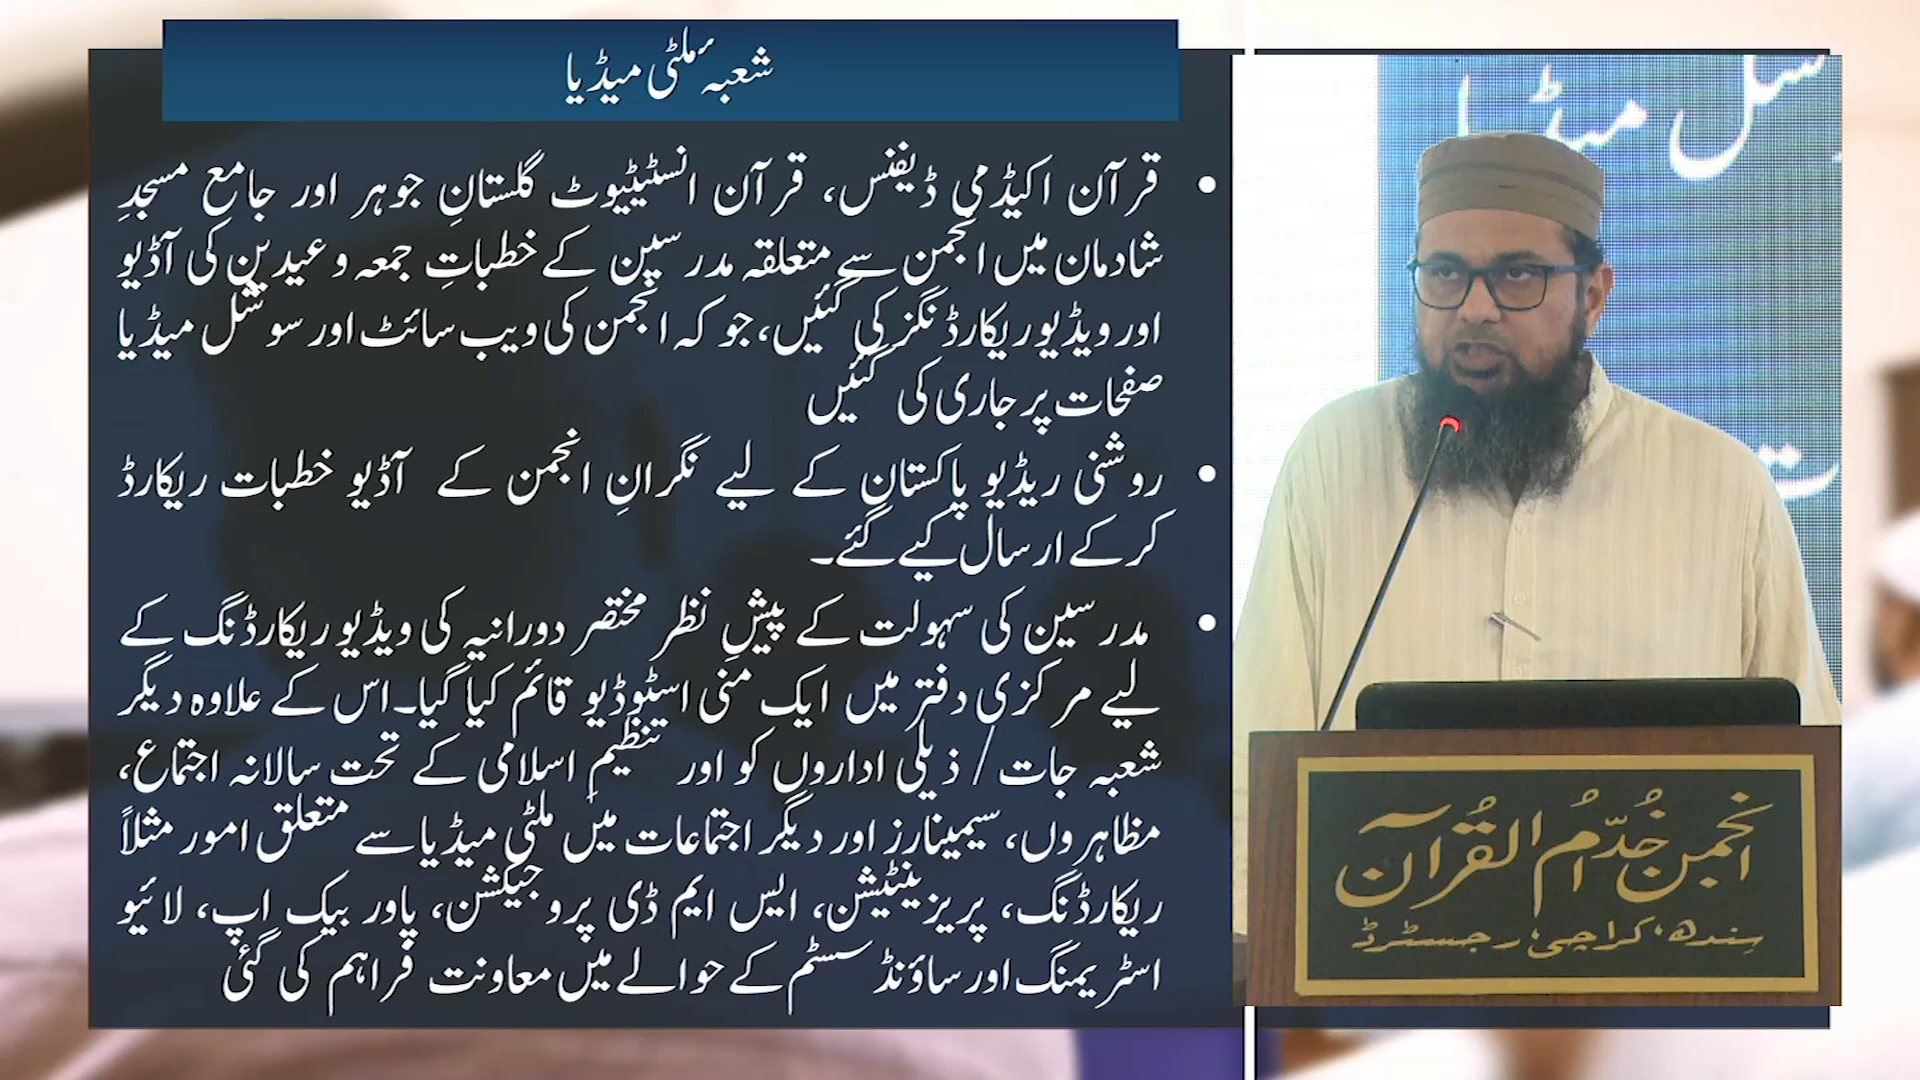 شعبہ ملٹی میڈیا
• قرآن اکیڈمی ڈیفنس، قرآن انسٹیٹیوٹ گلستانِ جوہر اور جامع مسجدِ
شادمان میں انجمن سے متعلقہ مدرسین کے خطباتِ جمعہ و عیدین کی آڈیو
اور ویڈیو ریکارڈنگز کی گئیں، جو کہ انجمن کی ویب سائٹ اور سوشل میڈیا
صفحات پر جاری کی گئیں
• روشنی ریڈیو پاکستان کے لیے نگرانِ انجمن کے آڈیو خطبات ریکارڈ
کر کے ارسال کیے گئے۔
• مدرسین کی سہولت کے پیشِ نظر مختصر دورانیہ کی ویڈیو ریکارڈنگ کے
لیے مرکزی دفتر میں ایک منی اسٹوڈیو قائم کیا گیا۔ اس کے علاوہ دیگر
شعبہ جات / ذیلی اداروں کو اور تنظیمِ اسلامی کے تحت سالانہ اجتماع،
مظاہروں، سیمینارز اور دیگر اجتماعات میں ملٹی میڈیا سے متعلق امور مثلاً
ریکارڈنگ، پریزینٹیشن، ایس ایم ڈی پروجیکشن، پاور بیک اپ، لائیو
اسٹریمنگ اور ساؤنڈ سسٹم کے حوالے میں معاونت فراہم کی گئی
سوشل میڈیا
انجمن خُدّامُ القُرآن
سِندھ، کراچی، رجسٹرڈ